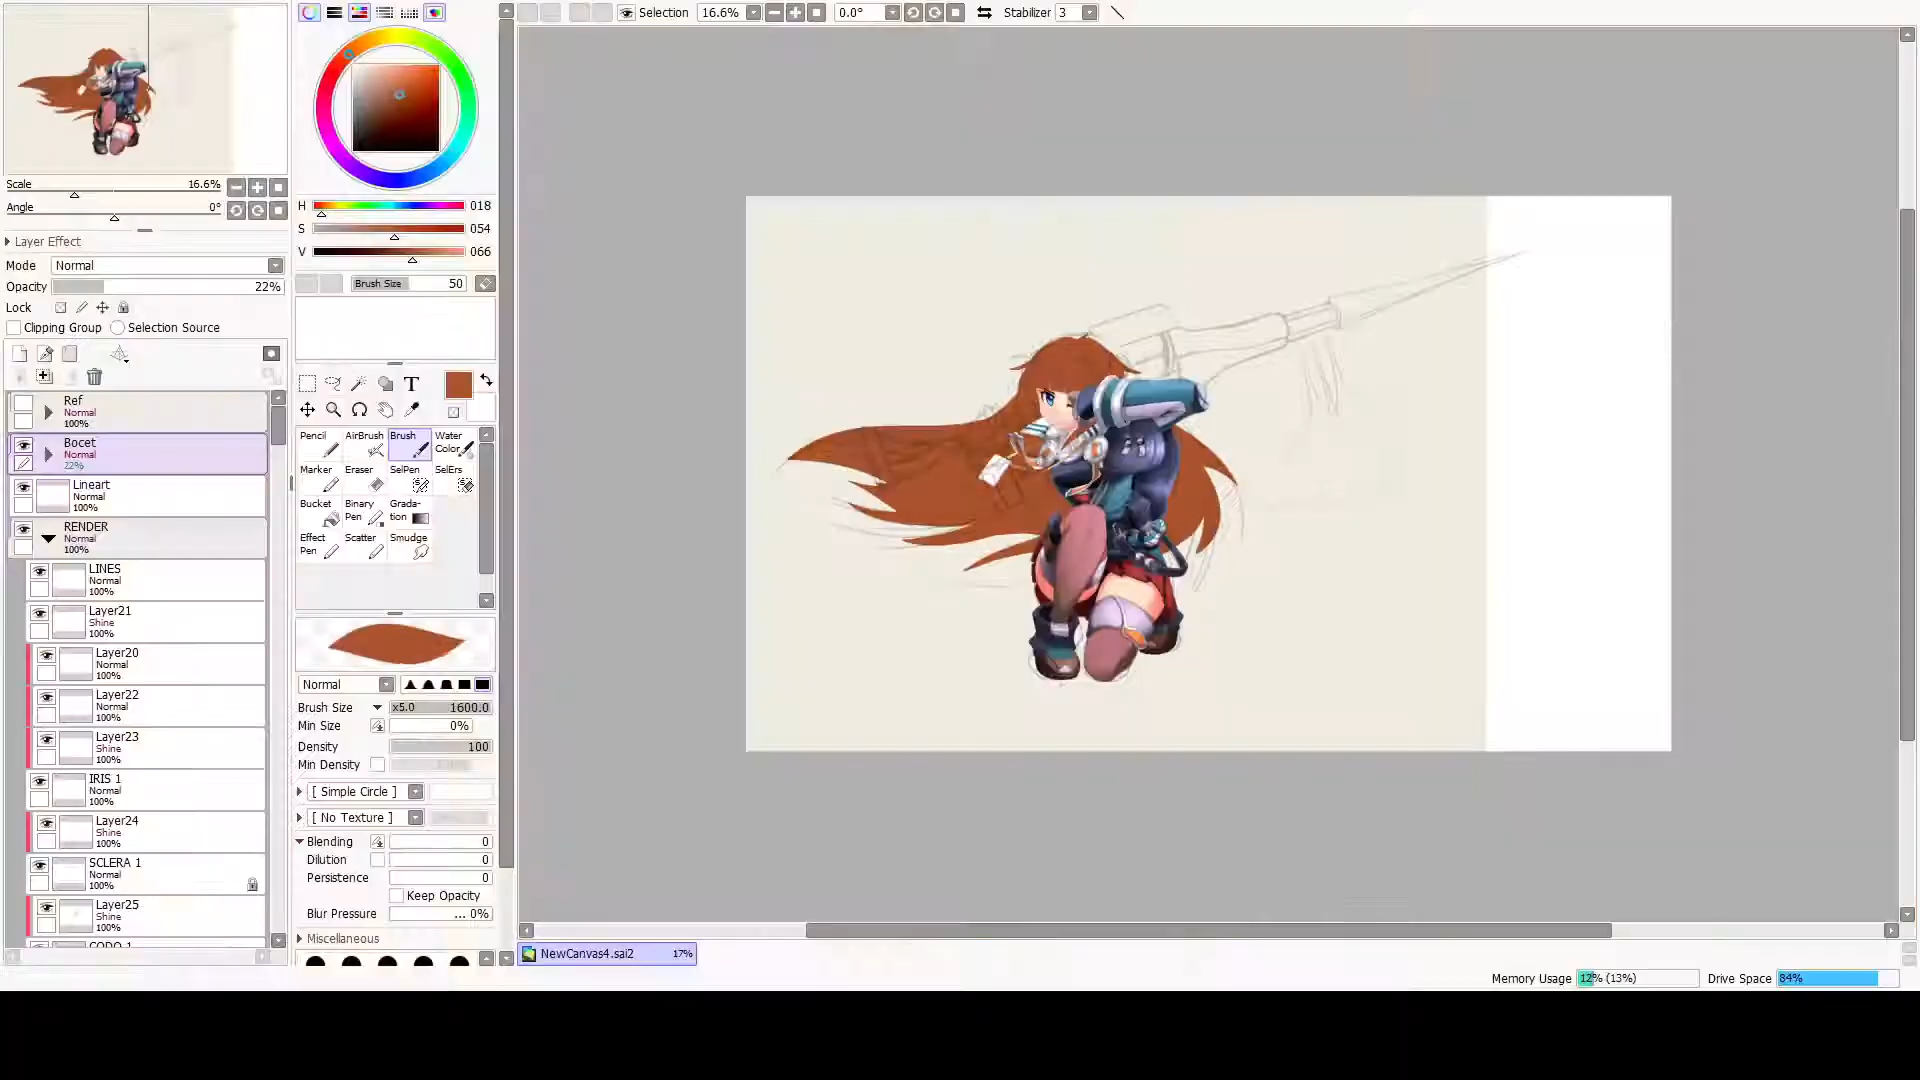 Selection 16.6% 0.0° Stabilizer 3
Scale 16.6%
Angle 0°
Layer Effect
Mode Normal
Opacity 22%
Lock
Clipping Group Selection Source
Ref
Normal
100%
Bocet
Normal
22%
Lineart
Normal
100%
RENDER
Normal
100%
LINES
Normal
100%
Layer21
Shine
100%
Layer20
Normal
100%
Layer22
Normal
100%
Layer23
Shine
100%
IRIS 1
Normal
100%
Layer24
Shine
100%
SCLERA 1
Normal
100%
Layer25
Shine
100%
H 018
S 054
V 066
Brush Size 50
T
Pencil AirBrush Brush Water Color
Marker Eraser SelPen SelErs
Bucket Binary Pen Grada-tion
Effect Pen Scatter Smudge
Normal
Brush Size x5.0 1600.0
Min Size 0%
Density 100
Min Density
[ Simple Circle ]
[ No Texture ]
Blending 0
Dilution 0
Persistence 0
Keep Opacity
Blur Pressure ... 0%
Miscellaneous
NewCanvas4.sai2 17%
Memory Usage 12% (13%) Drive Space 84%